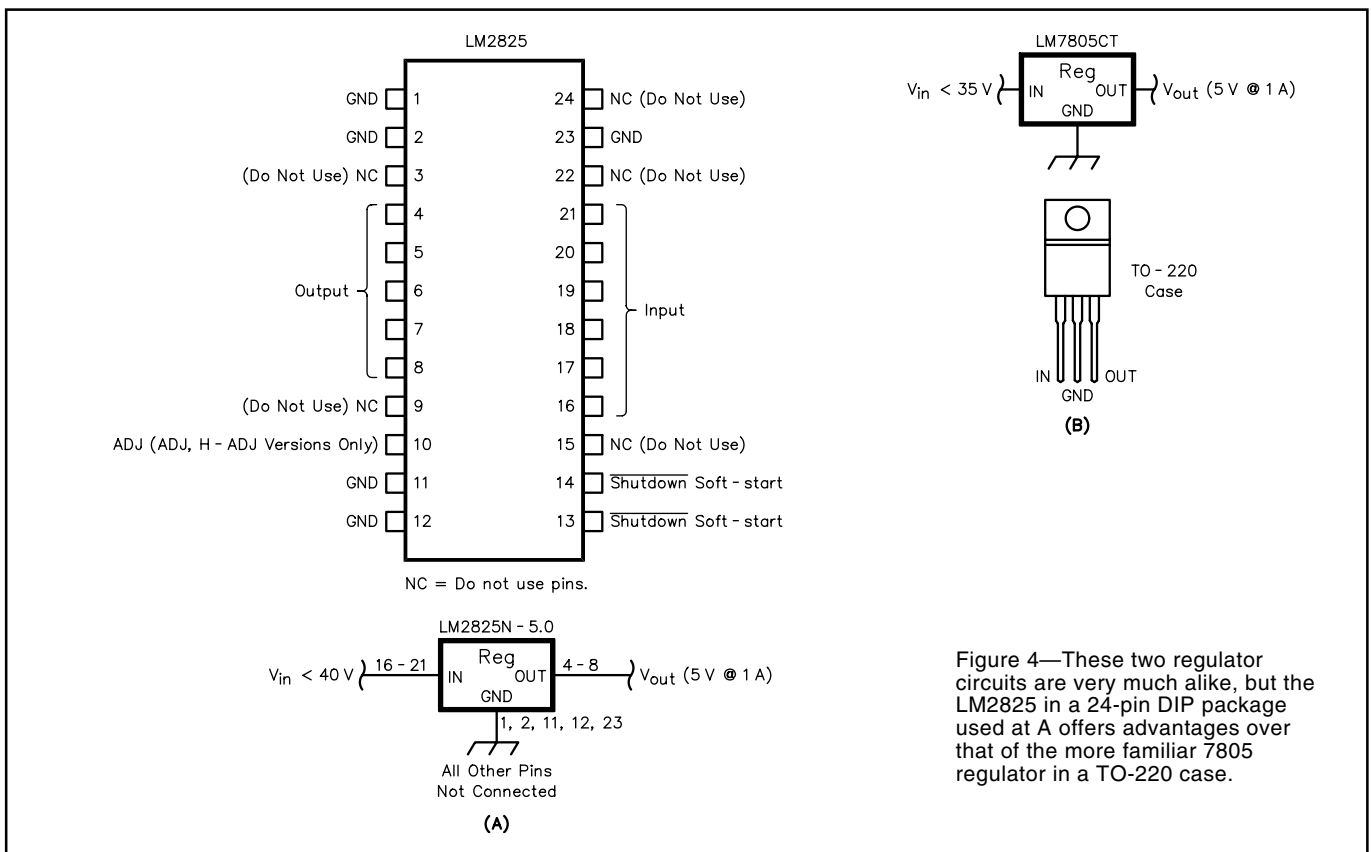 LM2825
GND 1 24 NC (Do Not Use)
GND 2 23 GND
(Do Not Use) NC 3 22 NC (Do Not Use)
4 21
5 20
Output 6 19 Input
7 18
8 17
(Do Not Use) NC 9 16
ADJ (ADJ, H - ADJ Versions Only) 10 15 NC (Do Not Use)
GND 11 14 Shutdown Soft - start
GND 12 13 Shutdown Soft - start
NC = Do not use pins.
LM2825N - 5.0
Vin < 40 V 16 - 21 IN Reg OUT 4 - 8 Vout (5 V @ 1 A)
GND
1, 2, 11, 12, 23
All Other Pins
Not Connected
(A)
LM7805CT
Vin < 35 V IN Reg OUT Vout (5 V @ 1 A)
GND
TO - 220
Case
IN GND OUT
(B)
Figure 4—These two regulator
circuits are very much alike, but the
LM2825 in a 24-pin DIP package
used at A offers advantages over
that of the more familiar 7805
regulator in a TO-220 case.